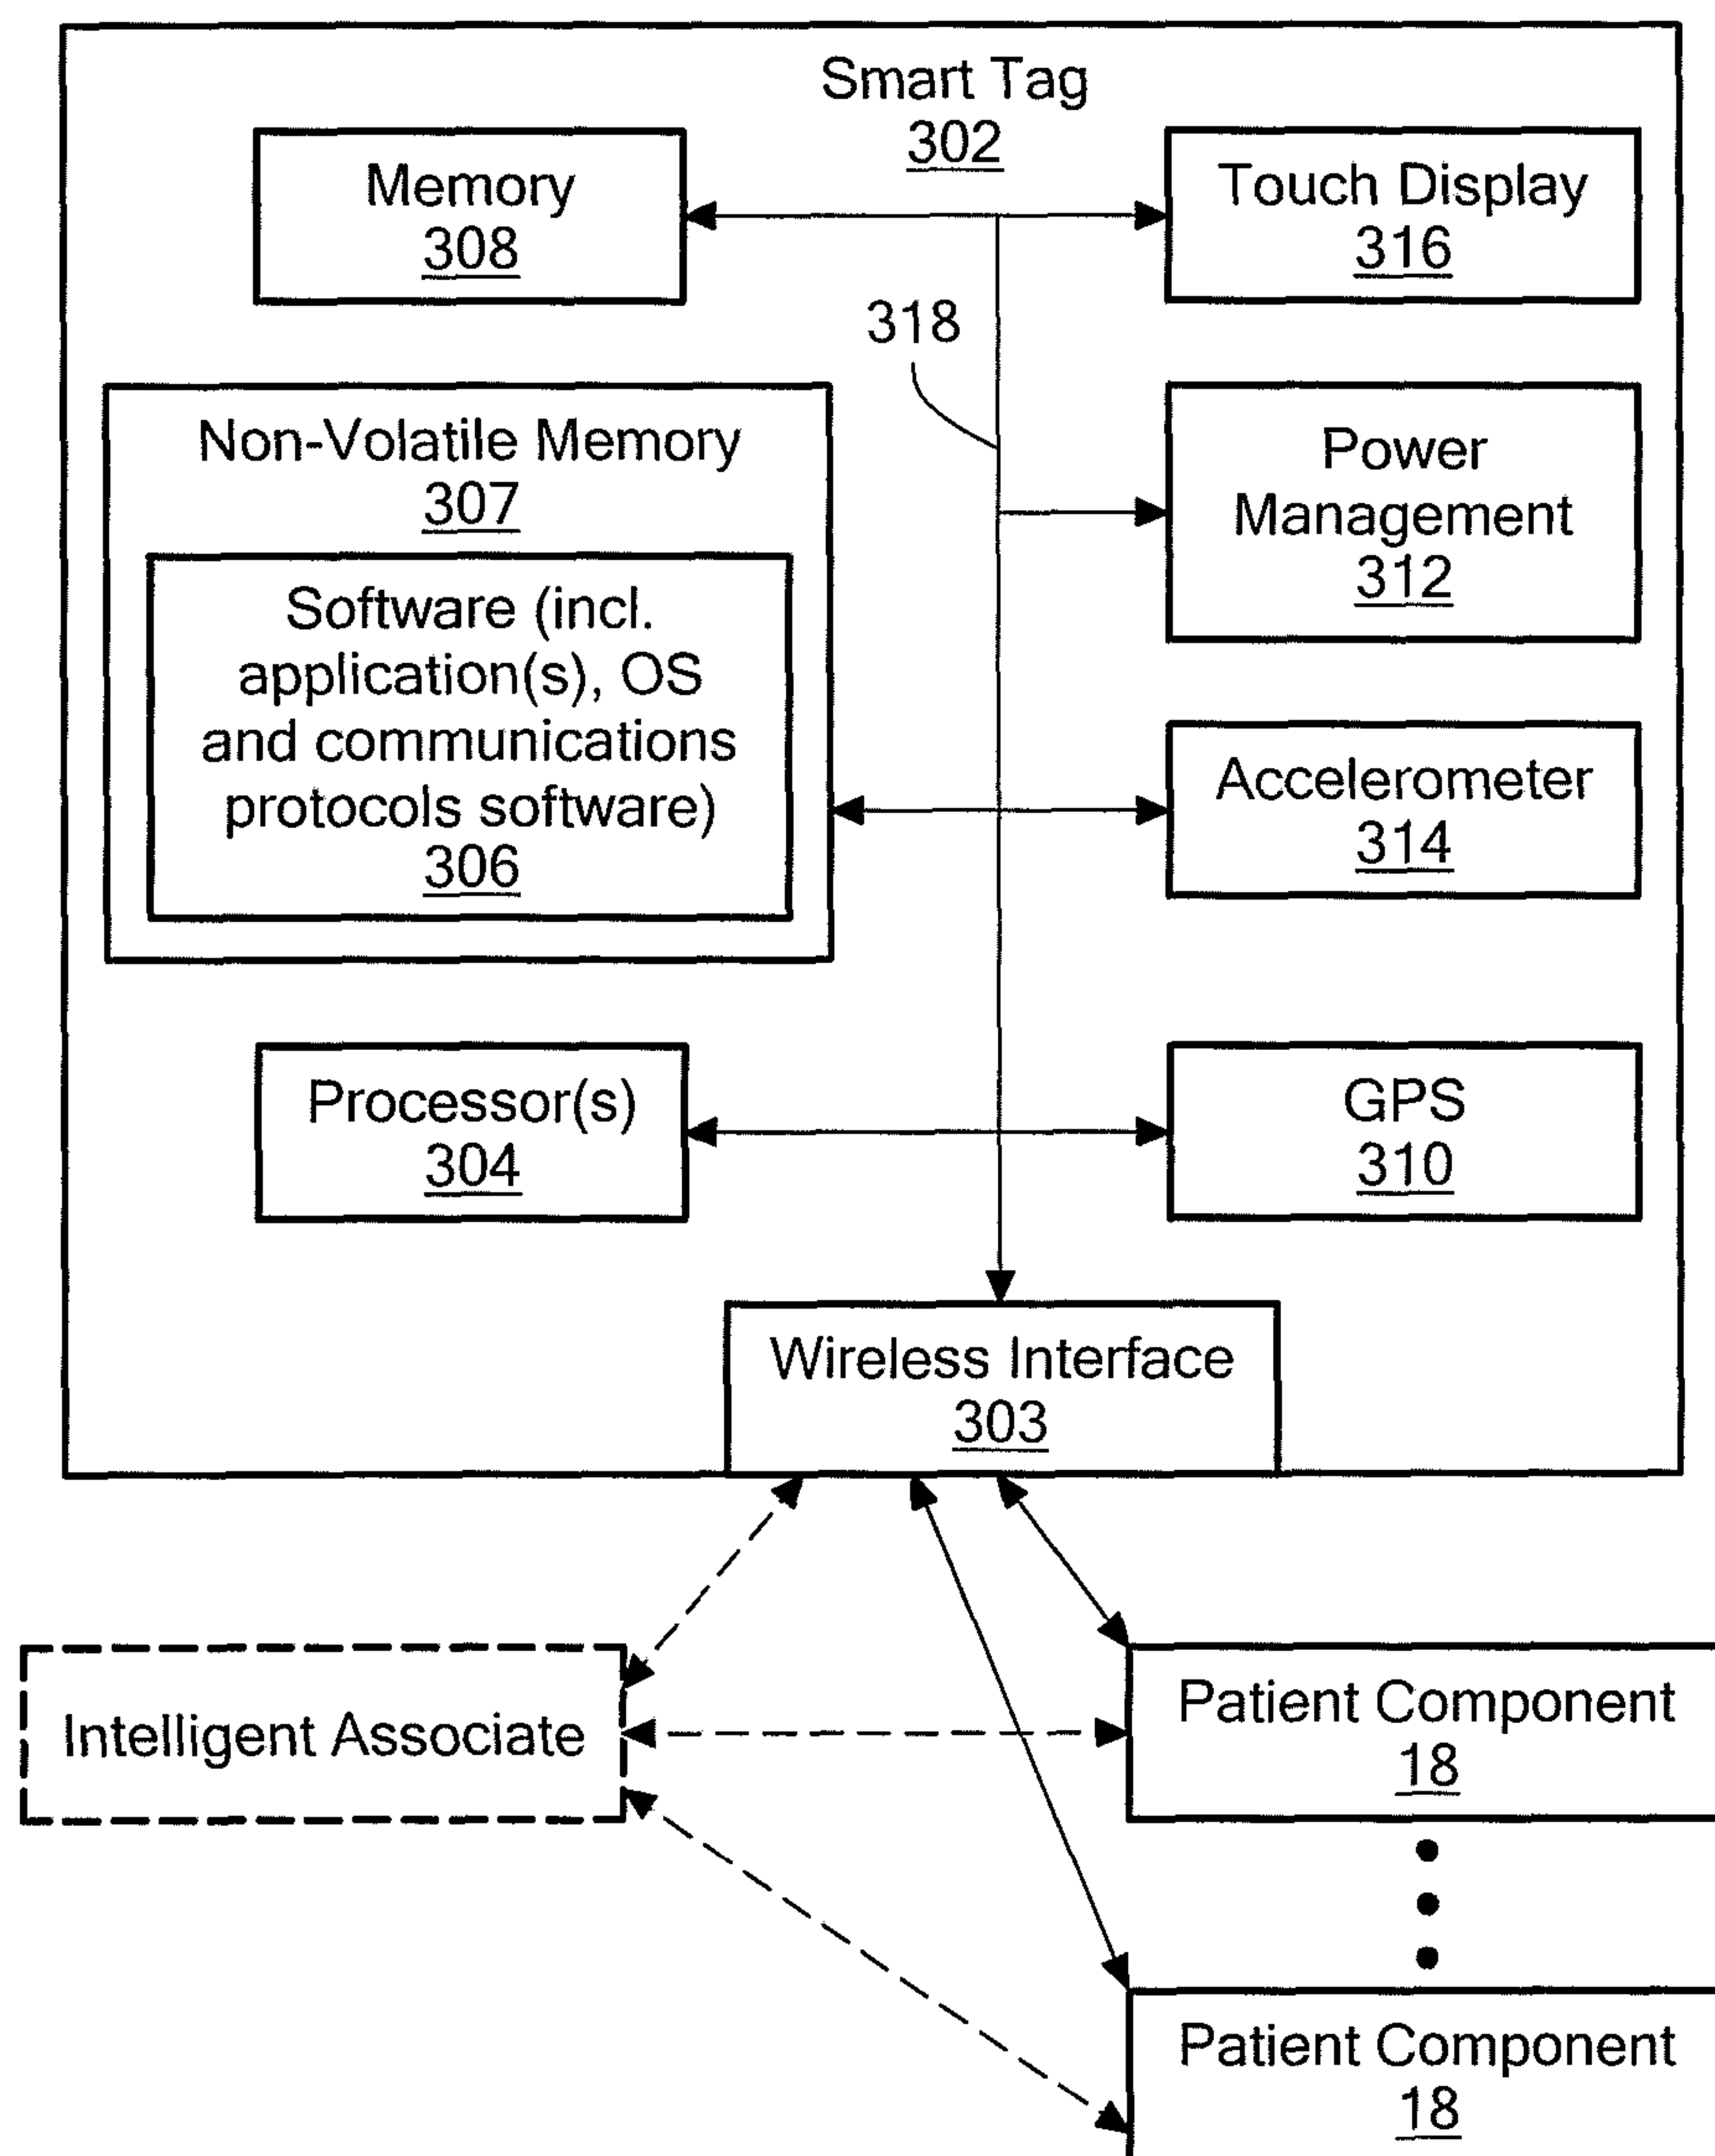 Smart Tag
302
Memory
308
Touch Display
316
318
Non-Volatile Memory
307
Software (incl.
application(s), OS
and communications
protocols software)
306
Power
Management
312
Accelerometer
314
Processor(s)
304
GPS
310
Wireless Interface
303
Intelligent Associate
Patient Component
18
Patient Component
18